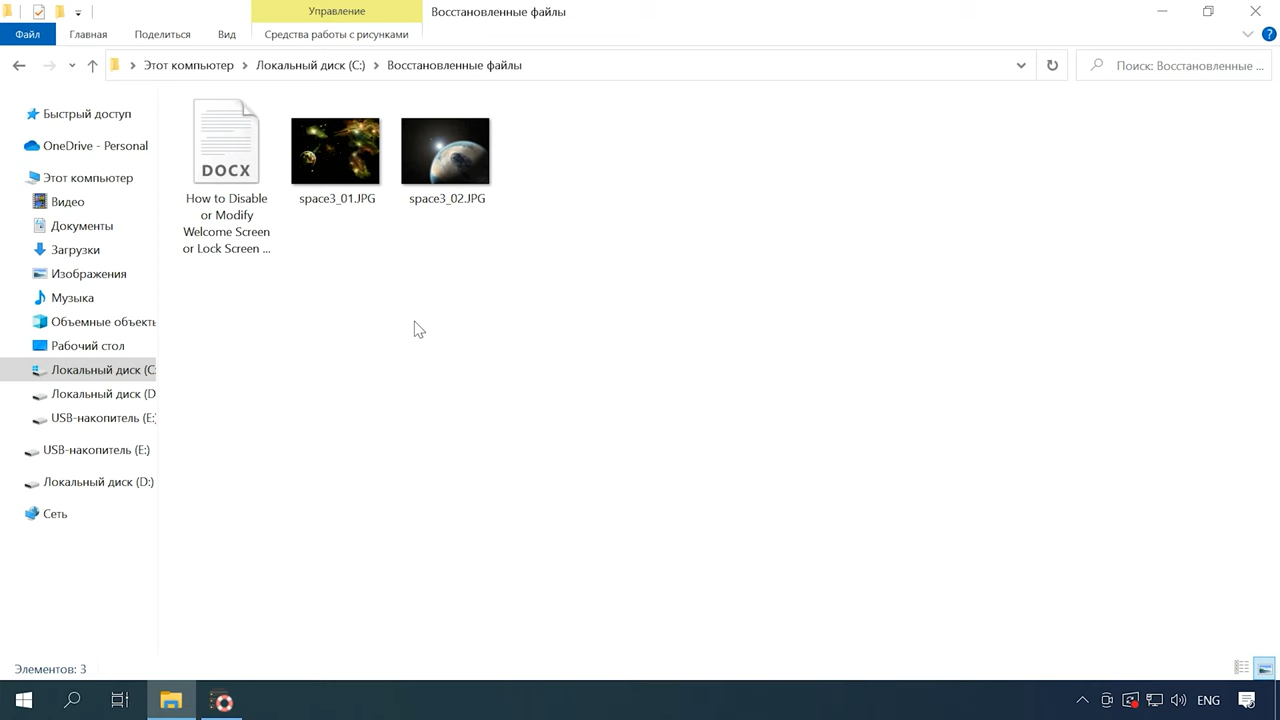 Управление
Восстановленные файлы
Файл
Главная
Поделиться
Вид
Средства работы с рисунками
Этот компьютер
Локальный диск (C:)
Восстановленные файлы
Поиск: Восстановленные ...
Быстрый доступ
OneDrive - Personal
Этот компьютер
Видео
Документы
Загрузки
Изображения
Музыка
Объемные объекты
Рабочий стол
Локальный диск (C:
Локальный диск (D
USB-накопитель (E:)
USB-накопитель (E:)
Локальный диск (D:)
Сеть
DOCX
How to Disable
or Modify
Welcome Screen
or Lock Screen ...
space3_01.JPG
space3_02.JPG
Элементов: 3
ENG